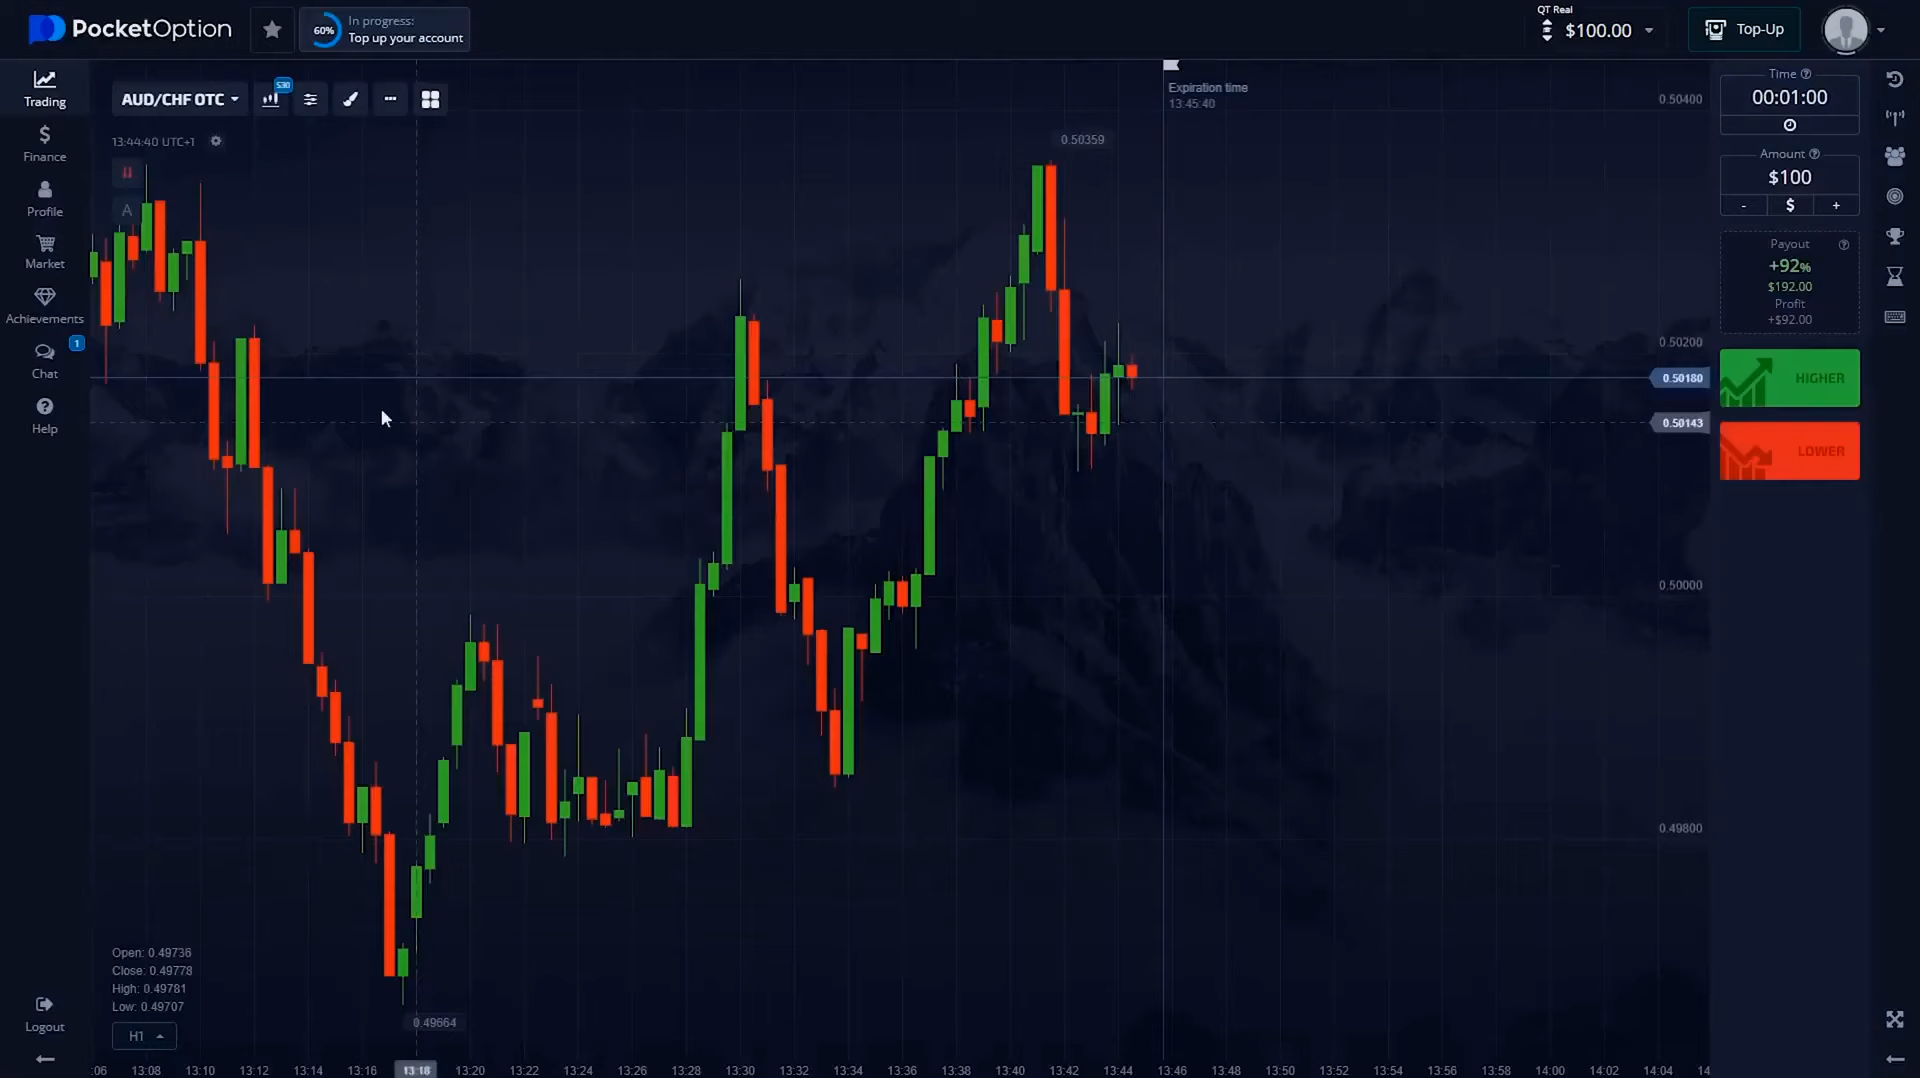 PocketOption
60%
In progress:
Top up your account
QT Real
$100.00
Top-Up
Trading
Finance
Profile
Market
Achievements
1
Chat
Help
Logout
AUD/CHF OTC
S30
13:44:40 UTC+1
A
Expiration time
13:45:40
0.50359
0.49664
0.50400
0.50200
0.50180
0.50143
0.50000
0.49800
Time
00:01:00
Amount
$100
- $ +
Payout
+92%
$192.00
Profit
+$92.00
HIGHER
LOWER
Open: 0.49736
Close: 0.49778
High: 0.49781
Low: 0.49707
H1
:06 13:08 13:10 13:12 13:14 13:16 13:18 13:20 13:22 13:24 13:26 13:28 13:30 13:32 13:34 13:36 13:38 13:40 13:42 13:44 13:46 13:48 13:50 13:52 13:54 13:56 13:58 14:00 14:02 14:04 14